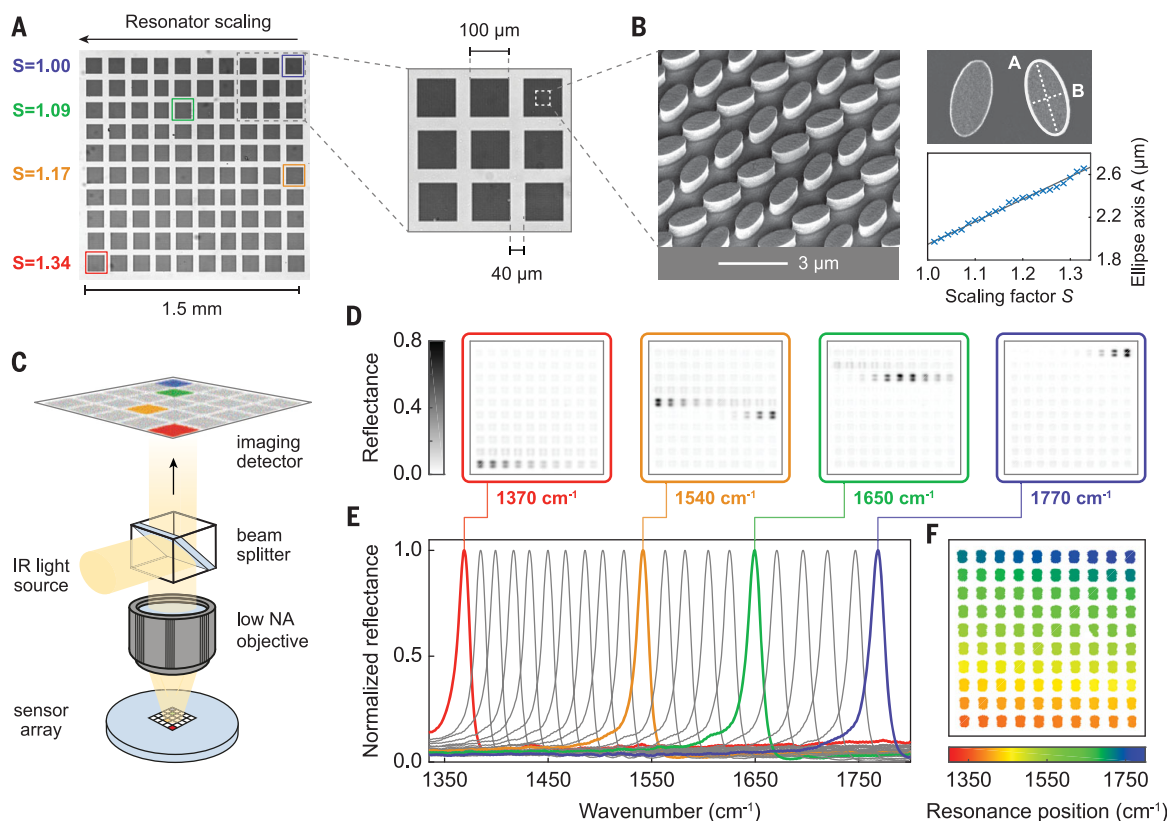 A
Resonator scaling
S=1.00
S=1.09
S=1.17
S=1.34
1.5 mm
100 µm
40 µm
B
3 µm
A
B
Ellipse axis A (µm)
2.6
2.2
1.8
1.0
1.1
1.2
1.3
Scaling factor S
C
imaging
detector
beam
splitter
IR light
source
low NA
objective
sensor
array
D
Reflectance
0.8
0.4
0.0
1370 cm⁻¹
1540 cm⁻¹
1650 cm⁻¹
1770 cm⁻¹
E
Normalized reflectance
1.0
0.5
0.0
1350
1450
1550
1650
1750
Wavenumber (cm⁻¹)
F
1350
1550
1750
Resonance position (cm⁻¹)